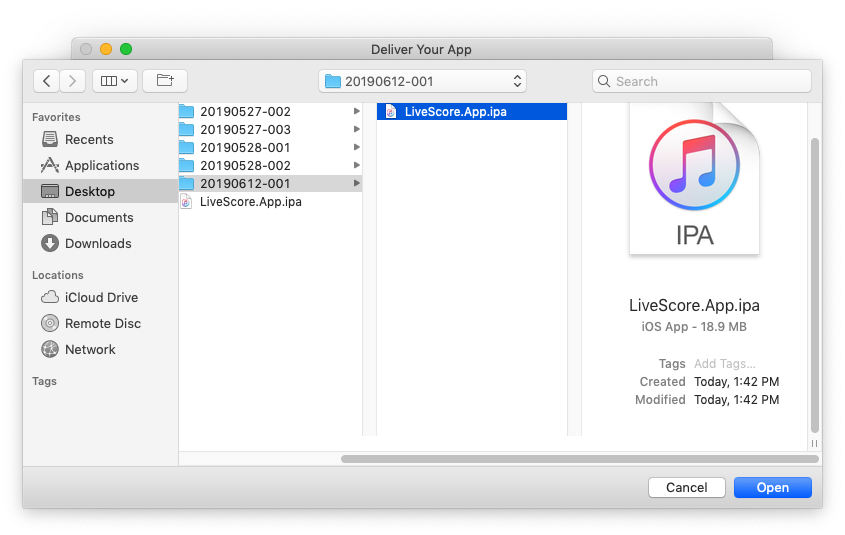 Deliver Your App
20190612-001
Search
Favorites
Recents
Applications
Desktop
Documents
Downloads
Locations
iCloud Drive
Remote Disc
Network
Tags
20190527-002
20190527-003
20190528-001
20190528-002
20190612-001
LiveScore.App.ipa
LiveScore.App.ipa
IPA
LiveScore.App.ipa
iOS App - 18.9 MB
Tags Add Tags...
Created Today, 1:42 PM
Modified Today, 1:42 PM
Cancel
Open